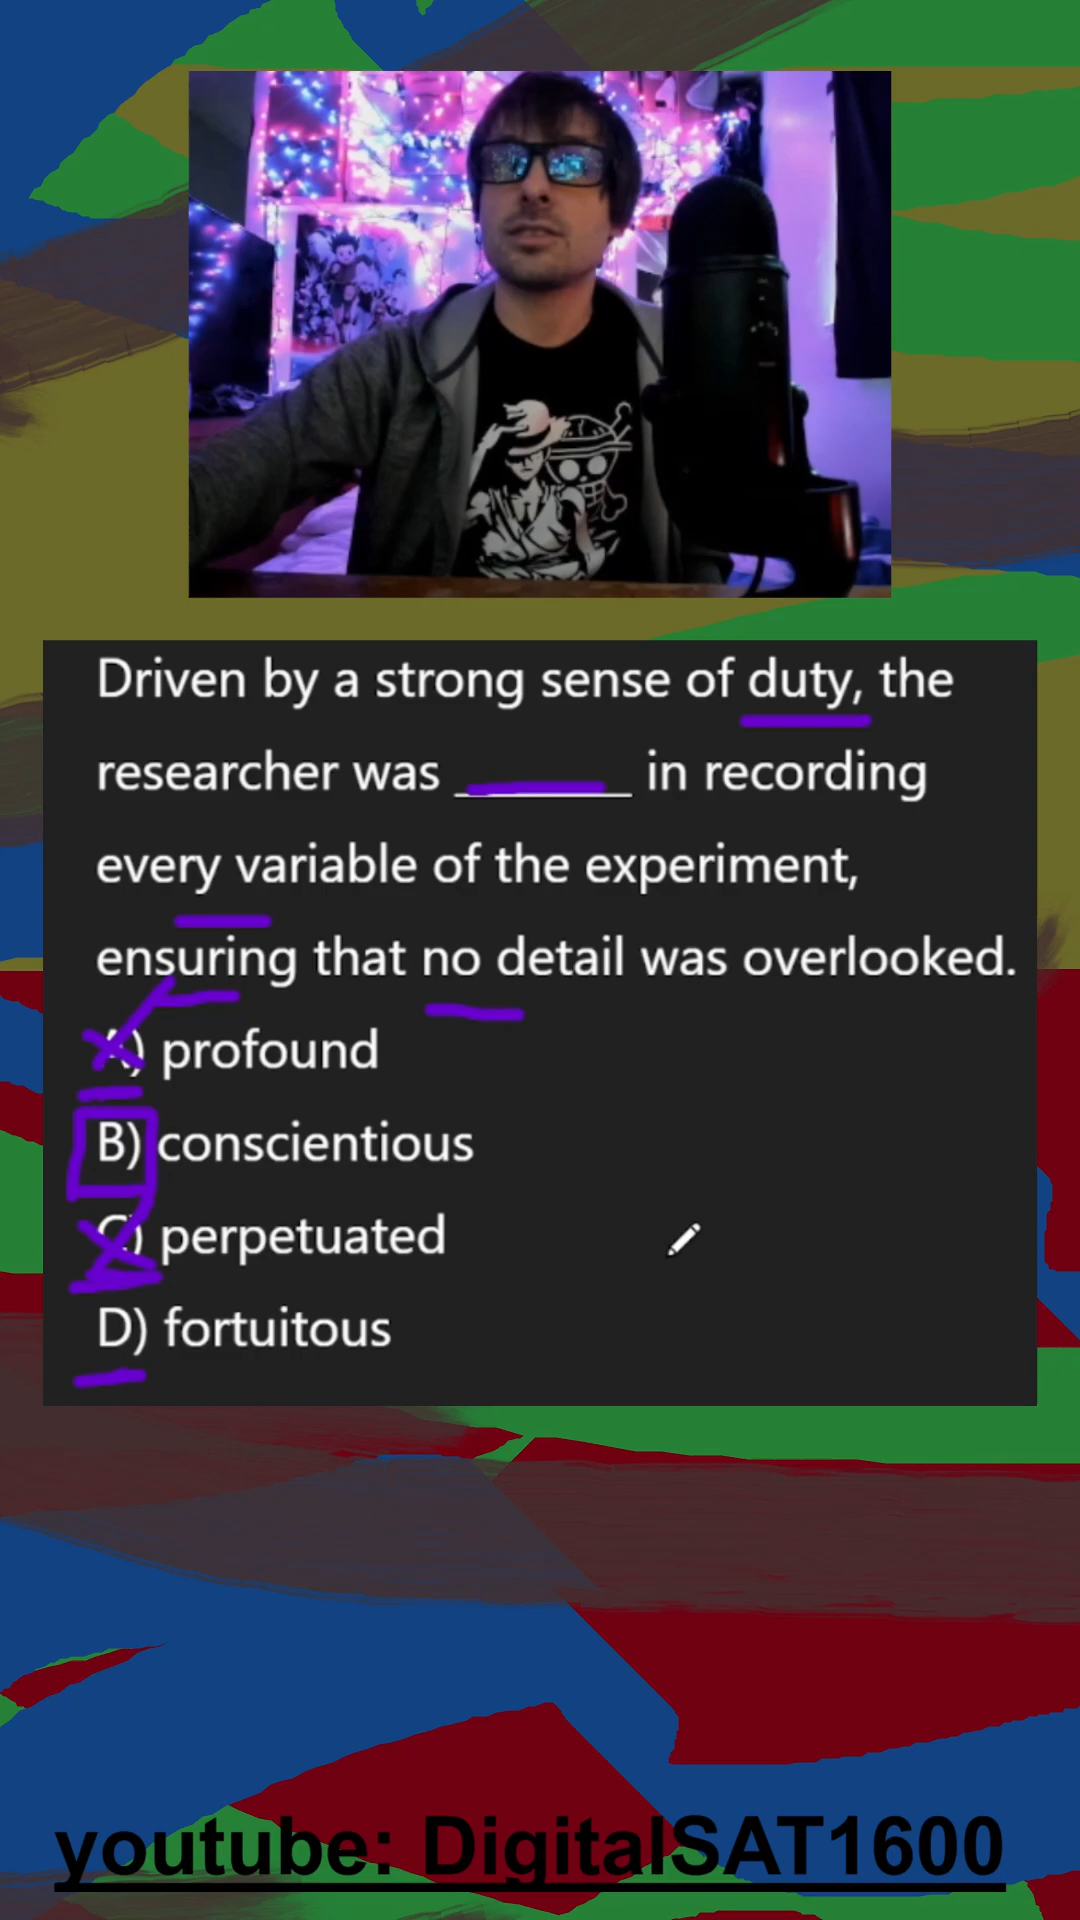 Driven by a strong sense of duty, the
researcher was ________ in recording
every variable of the experiment,
ensuring that no detail was overlooked.
A) profound
B) conscientious
C) perpetuated
D) fortuitous
youtube: DigitalSAT1600